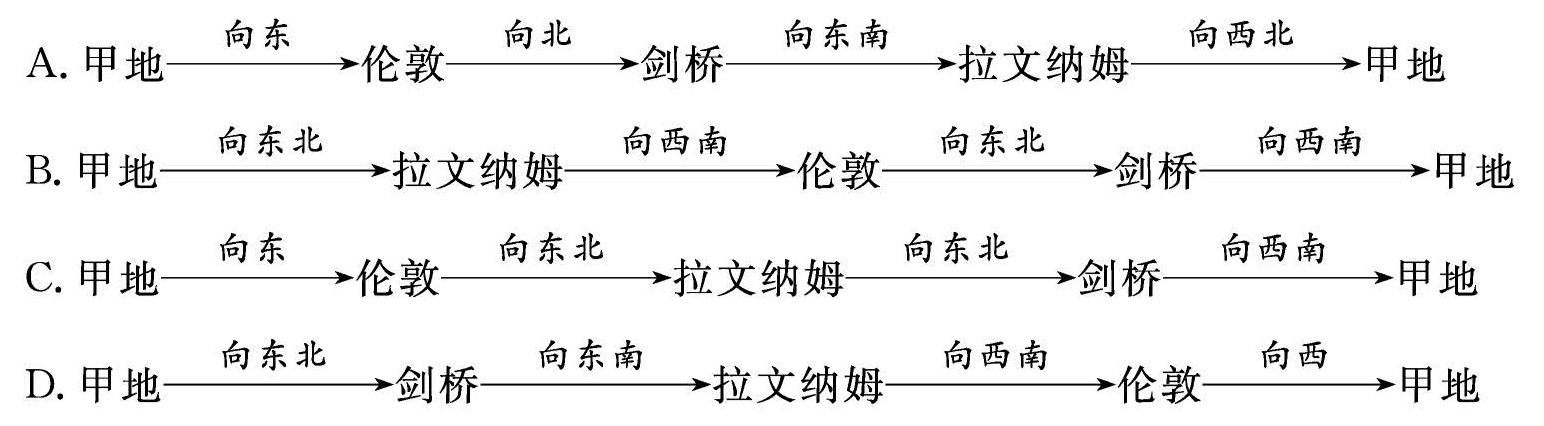 A. 甲地 向东 伦敦 向北 剑桥 向东南 拉文纳姆 向西北 甲地
B. 甲地 向东北 拉文纳姆 向西南 伦敦 向东北 剑桥 向西南 甲地
C. 甲地 向东 伦敦 向东北 拉文纳姆 向东北 剑桥 向西南 甲地
D. 甲地 向东北 剑桥 向东南 拉文纳姆 向西南 伦敦 向西 甲地